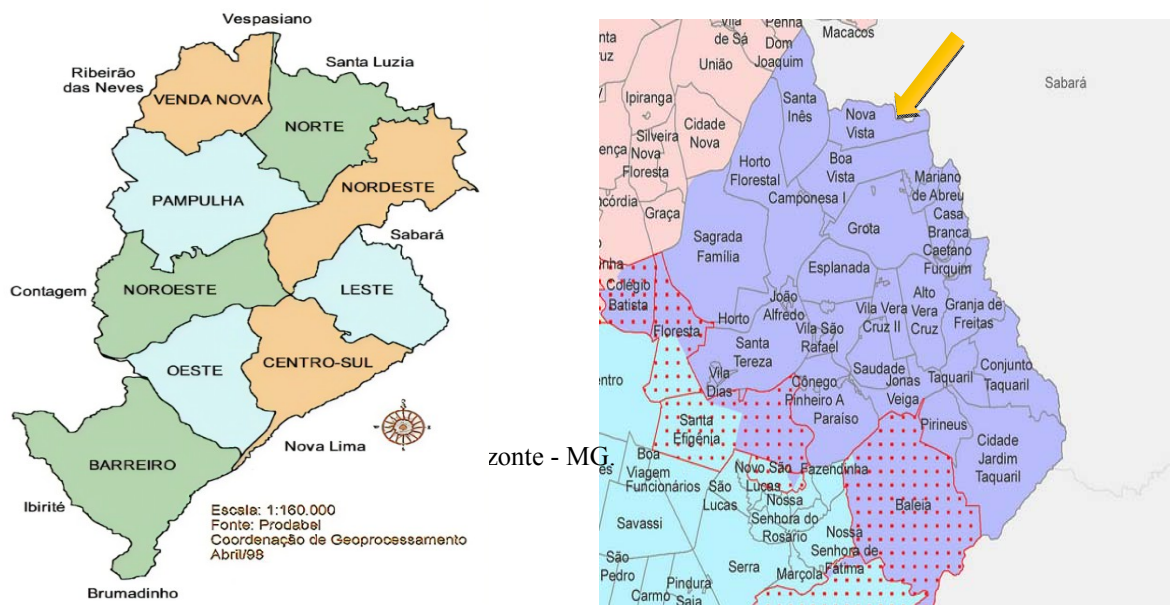 Vespasiano
Ribeirão
das Neves
Santa Luzia
VENDA NOVA
NORTE
NORDESTE
PAMPULHA
Sabará
Contagem
NOROESTE
LESTE
OESTE
CENTRO-SUL
Nova Lima
BARREIRO
Ibirité
Escala: 1:160.000
Fonte: Prodabel
Coordenação de Geoprocessamento
Abril/98
Brumadinho
zonte - MG.
Vila
de Sá
Penha
Dom
Joaquim
Macacos
União
Sabará
Ipiranga
Santa
Inês
Nova
Vista
Silveira
Cidade
Nova
Nova
Floresta
Horto
Florestal
Boa
Vista
Mariano
de Abreu
Camponesa I
Graça
Casa
Branca
Grota
Sagrada
Família
Caetano
Furquim
Esplanada
Colégio
Batista
João
Alfredo
Alto
Vera
Cruz
Granja de
Freitas
Vila Vera
Cruz II
Horto
Floresta
Vila São
Rafael
Santa
Tereza
Saudade
Conjunto
Taquaril
Vila
Dias
Cônego
Pinheiro A
Jonas
Veiga
Taquaril
Paraíso
Santa
Efigênia
Pirineus
Cidade
Jardim
Taquaril
Boa
Viagem
Funcionários
Novo São
Lucas
Fazendinha
São
Lucas
Nossa
Senhora do
Rosário
Baleia
Savassi
Nossa
Senhora de
Fátima
São
Pedro
Serra
Marçola
Carmo
Pindura
Saia